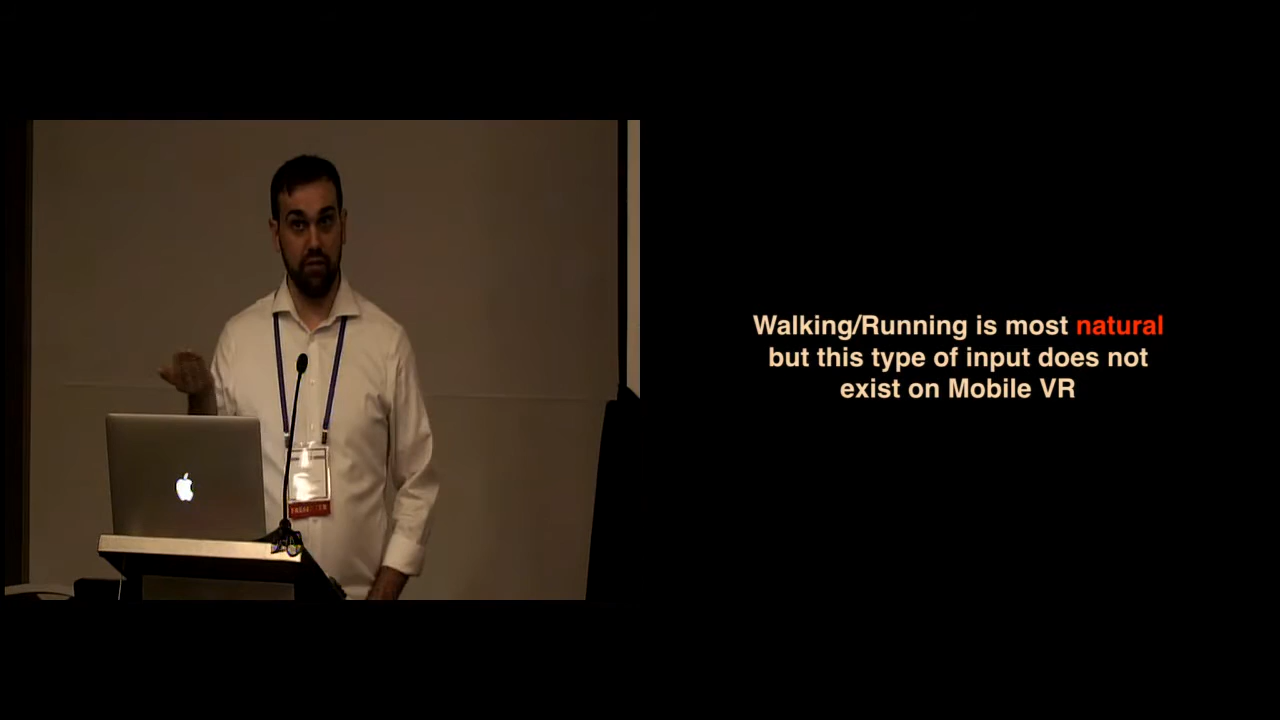 Walking/Running is most natural
but this type of input does not
exist on Mobile VR